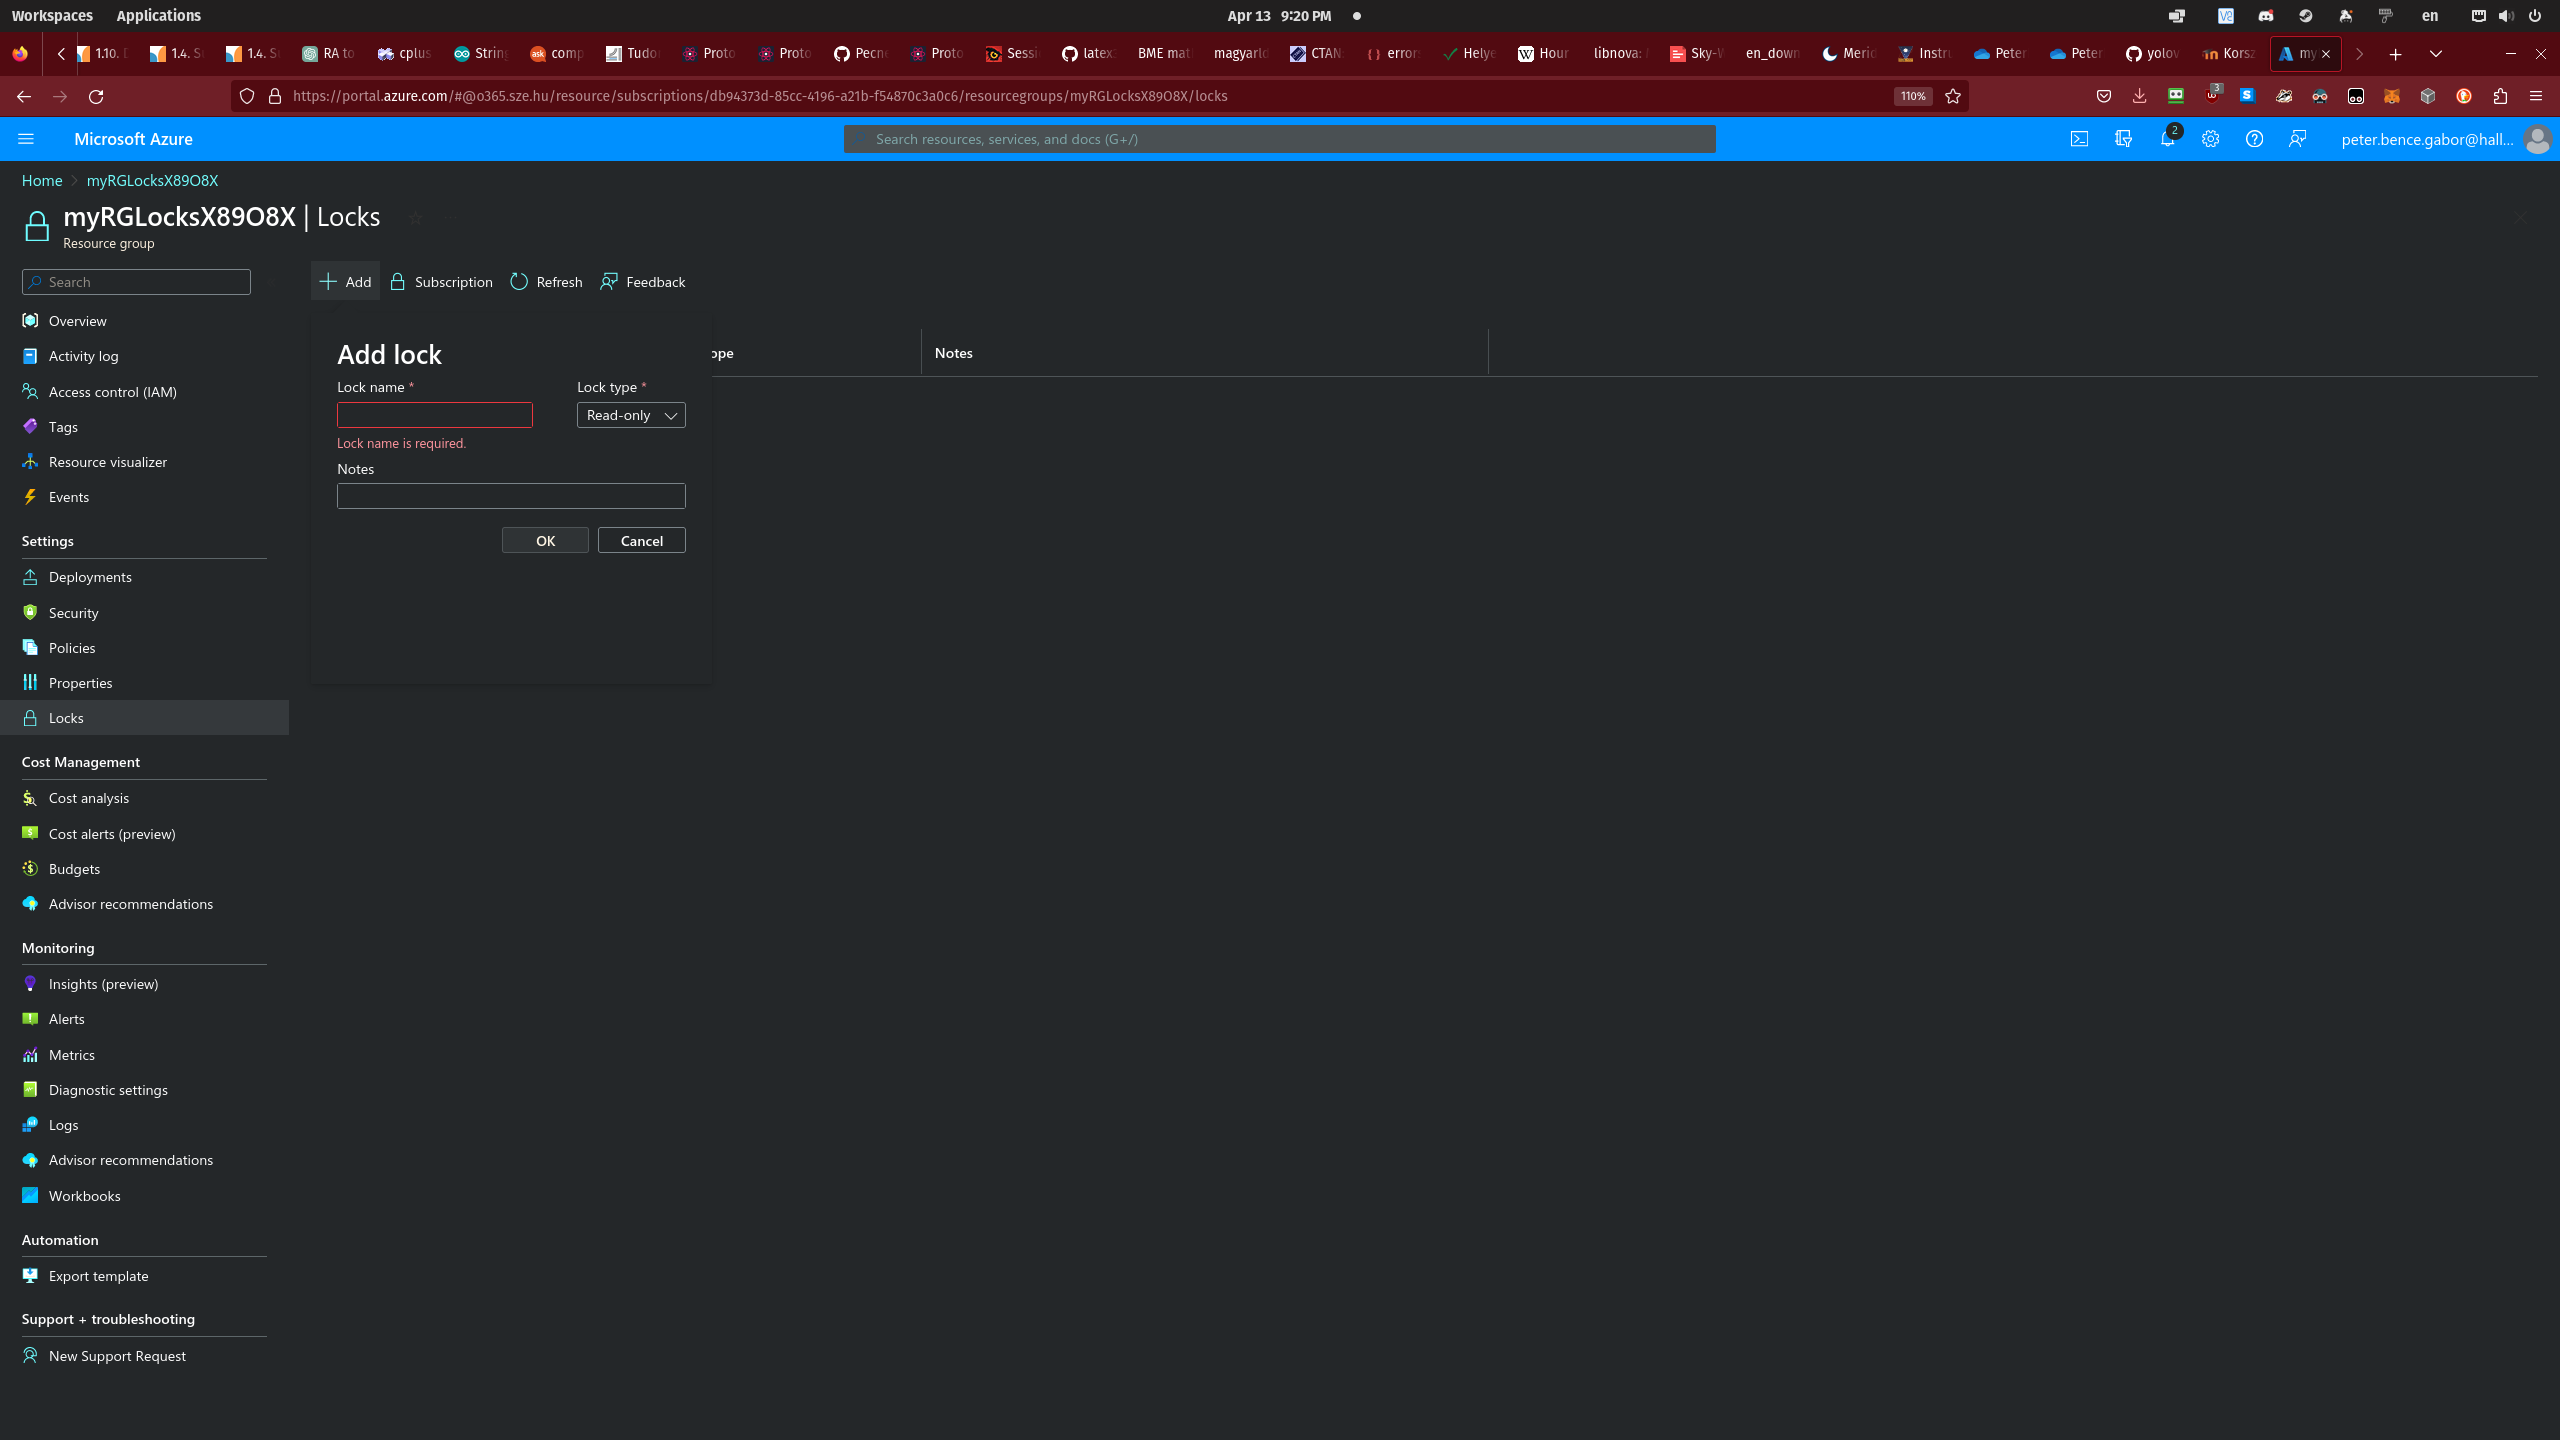 Workspaces Applications Apr 13 9:20 PM en
1.10. 1.4. S 1.4. S RA to cplus String comp Tudo Proto Proto Pecne Proto Sessi latex BME mat magyarld CTAN: errors Helye Hour libnova: Sky-W en_down Merid Instru Peter Peter yolov Korsz my
https://portal.azure.com/#@o365.sze.hu/resource/subscriptions/db94373d-85cc-4196-a21b-f54870c3a0c6/resourcegroups/myRGLocksX89O8X/locks 110% 3
Microsoft Azure Search resources, services, and docs (G+/) 2 peter.bence.gabor@hall...
Home myRGLocksX89O8X
myRGLocksX89O8X | Locks
Resource group
Search
Add Subscription Refresh Feedback
Overview
Activity log
Access control (IAM)
Tags
Resource visualizer
Events
Settings
Deployments
Security
Policies
Properties
Locks
Cost Management
Cost analysis
Cost alerts (preview)
Budgets
Advisor recommendations
Monitoring
Insights (preview)
Alerts
Metrics
Diagnostic settings
Logs
Advisor recommendations
Workbooks
Automation
Export template
Support + troubleshooting
New Support Request
ope Notes
Add lock
Lock name * Lock type *
Read-only
Lock name is required.
Notes
OK Cancel